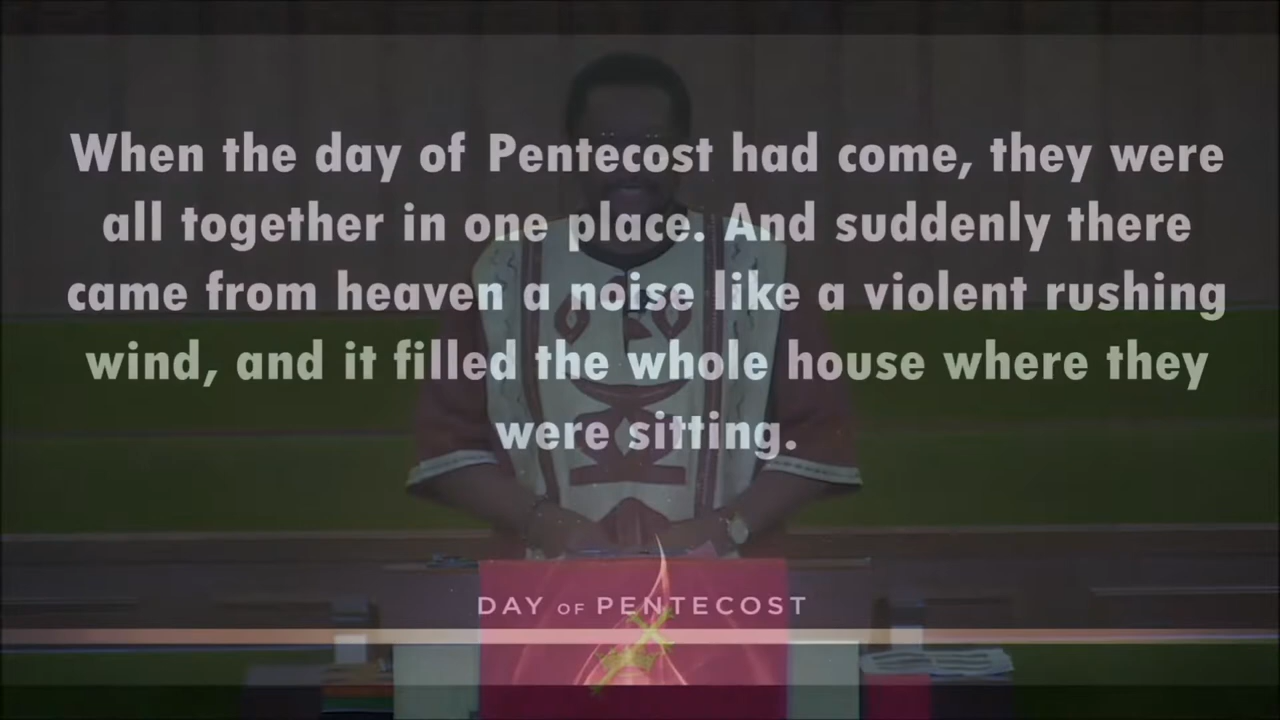 When the day of Pentecost had come, they were
all together in one place. And suddenly there
came from heaven a noise like a violent rushing
wind, and it filled the whole house where they
were sitting.
DAY OF PENTECOST